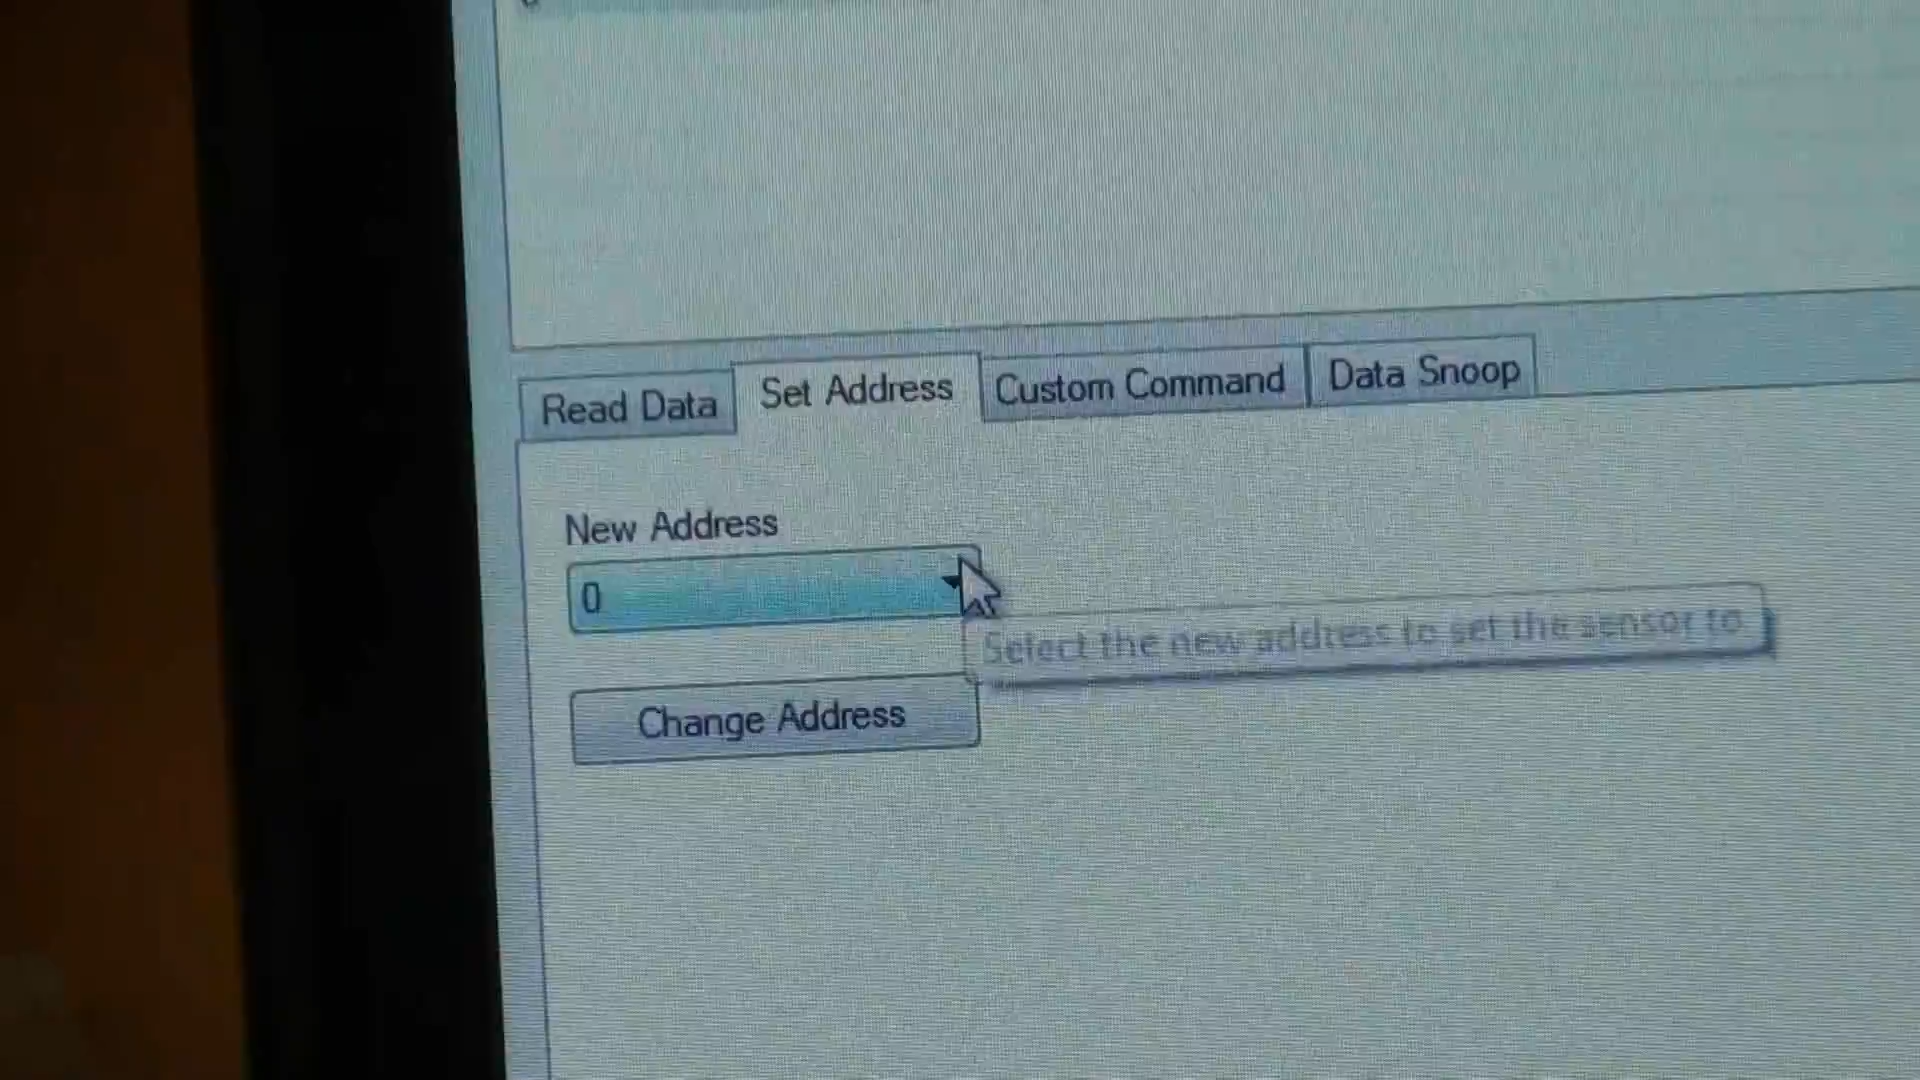 Read Data
Set Address
Custom Command
Data Snoop
New Address
0
Select the new address to set the sensor to
Change Address